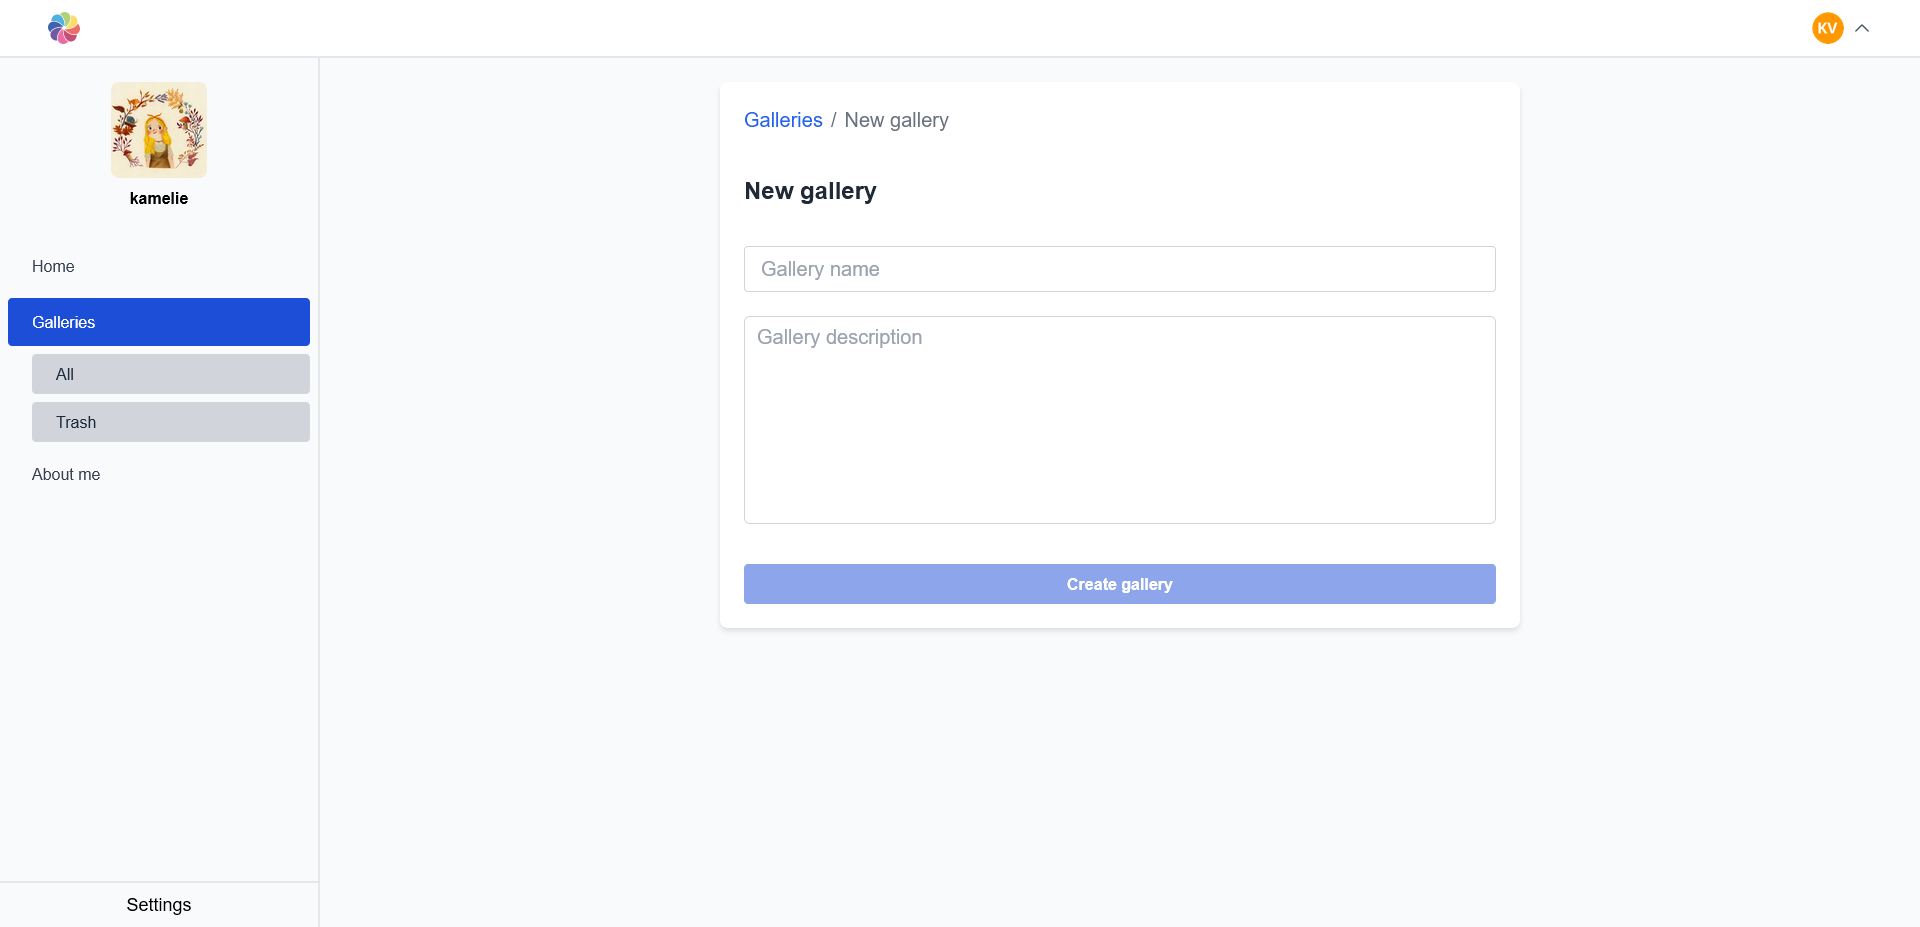 KV
kamelie
Home
Galleries
All
Trash
About me
Settings
Galleries / New gallery
New gallery
Gallery name
Gallery description
Create gallery